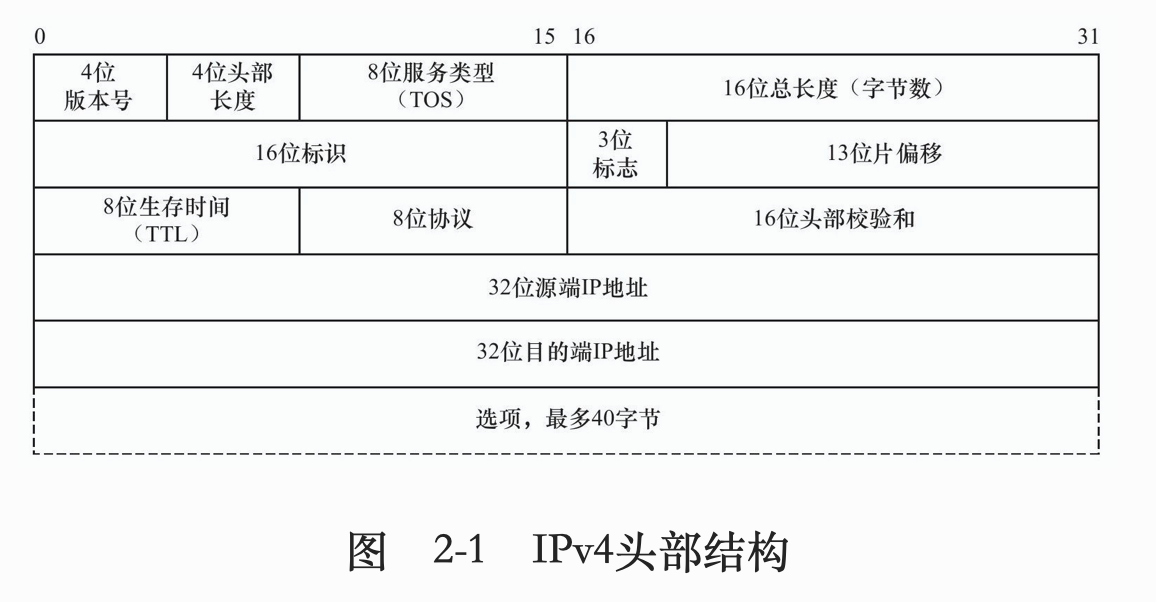 0 15 16 31
4位 4位头部 8位服务类型
版本号 长度 （TOS） 16位总长度（字节数）
16位标识 3位 13位片偏移
标志
8位生存时间 8位协议 16位头部校验和
（TTL）
32位源端IP地址
32位目的端IP地址
选项，最多40字节
图 2-1 IPv4头部结构